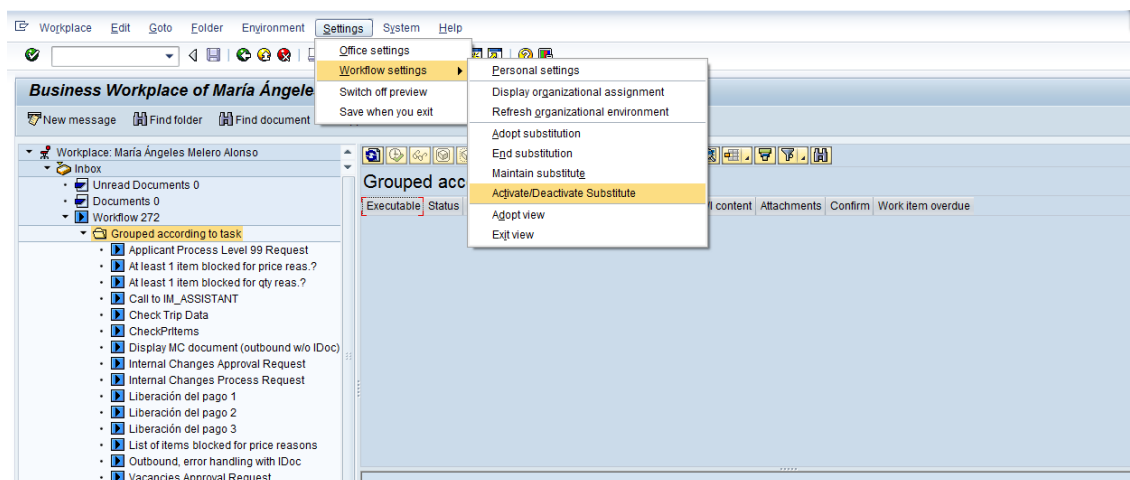 Workplace Edit Goto Folder Environment Settings System Help
Office settings
Workflow settings
Switch off preview
Save when you exit
Personal settings
Display organizational assignment
Refresh organizational environment
Adopt substitution
End substitution
Maintain substitute
Activate/Deactivate Substitute
Adopt view
Exit view
Business Workplace of María Ángele
New message Find folder Find document
Workplace: María Ángeles Melero Alonso
Inbox
Unread Documents 0
Documents 0
Workflow 272
Grouped according to task
Applicant Process Level 99 Request
At least 1 item blocked for price reas.?
At least 1 item blocked for qty reas.?
Call to IM_ASSISTANT
Check Trip Data
CheckPrItems
Display MC document (outbound w/o IDoc)
Internal Changes Approval Request
Internal Changes Process Request
Liberación del pago 1
Liberación del pago 2
Liberación del pago 3
List of items blocked for price reasons
Outbound, error handling with IDoc
Vacancies Approval Request
Grouped acc
Executable Status content Attachments Confirm Work item overdue